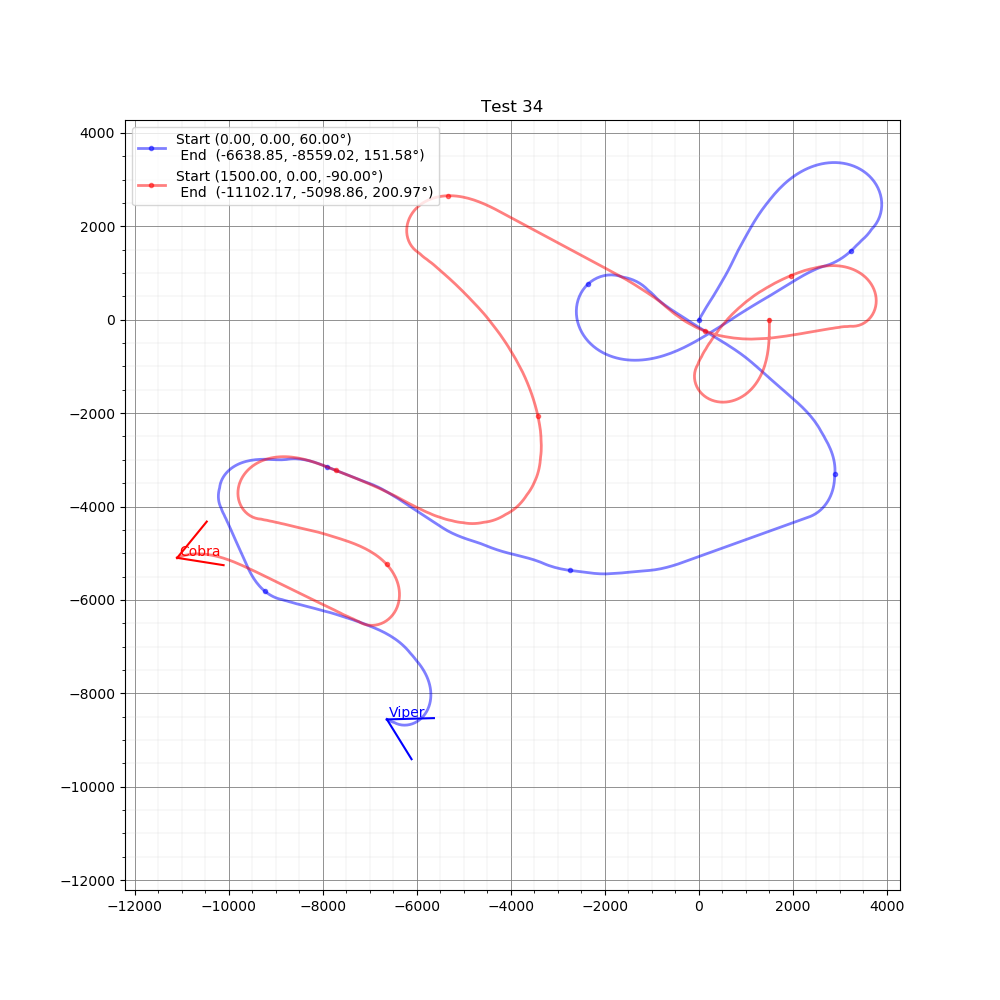 Test 34
Start (0.00, 0.00, 60.00°)
End  (-6638.85, -8559.02, 151.58°)
Start (1500.00, 0.00, -90.00°)
End  (-11102.17, -5098.86, 200.97°)
4000
2000
0
−2000
−4000
−6000
−8000
−10000
−12000
Cobra
Viper
−12000 −10000 −8000 −6000 −4000 −2000 0 2000 4000